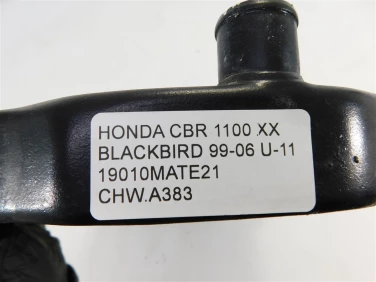 HONDA CBR 1100 XX
BLACKBIRD 99-06 U-11
19010MATE21
CHW.A383